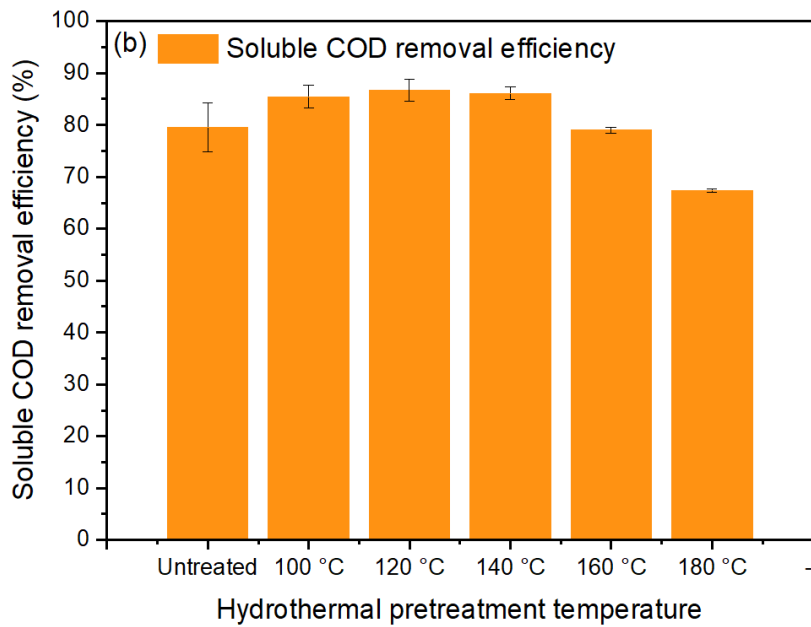 (b) Soluble COD removal efficiency
Soluble COD removal efficiency (%)
100
90
80
70
60
50
40
30
20
10
0
Untreated 100 °C 120 °C 140 °C 160 °C 180 °C
Hydrothermal pretreatment temperature